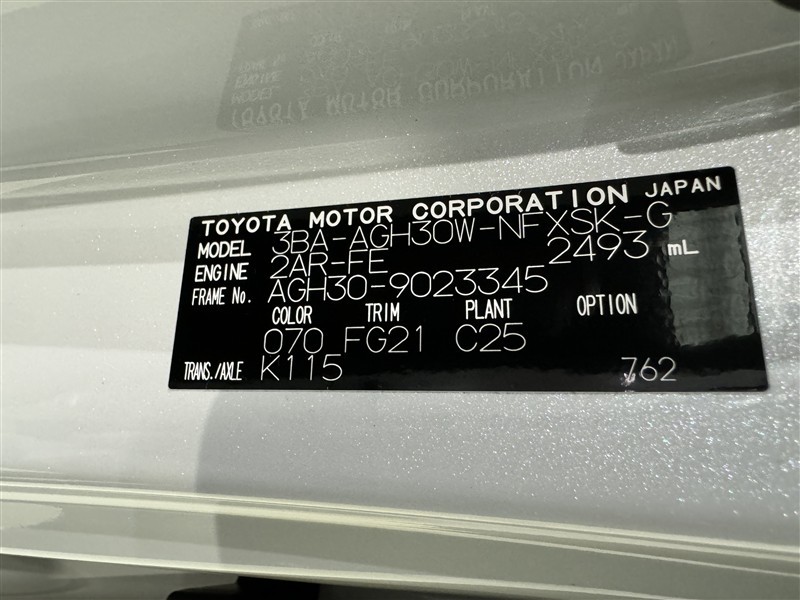 TOYOTA MOTOR CORPORATION JAPAN
MODEL 3BA-AGH30W-NFXSK-G
ENGINE 2AR-FE 2493 mL
FRAME No. AGH30-9023345
COLOR TRIM PLANT OPTION
070 FG21 C25
TRANS./AXLE K115 762